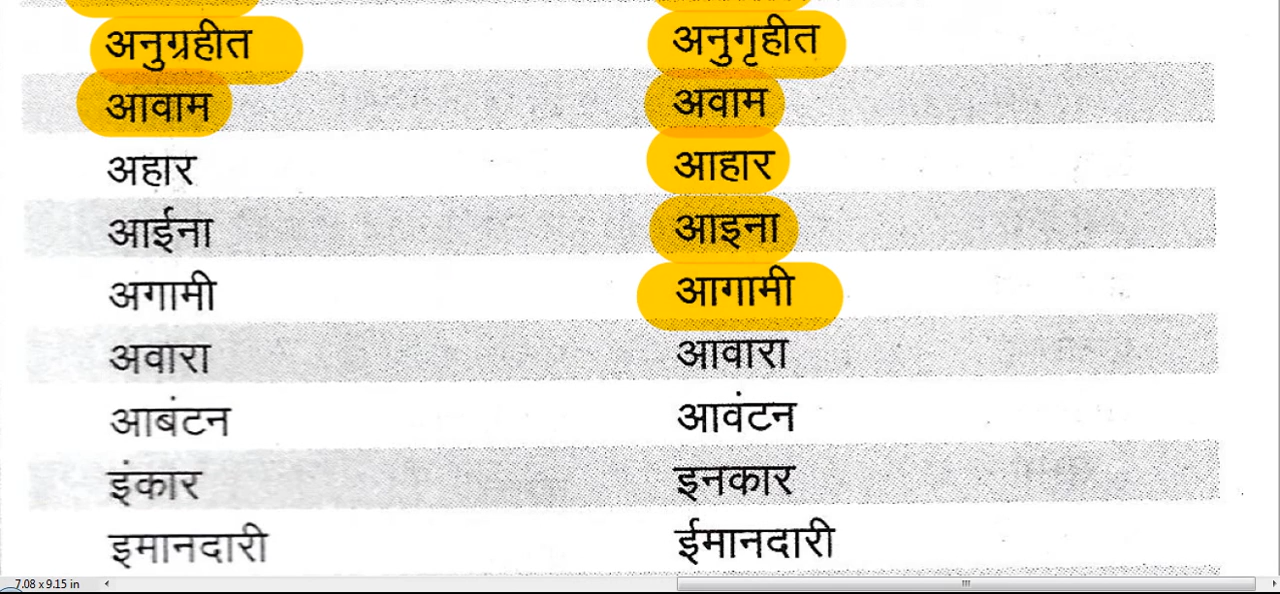 अनुग्रहीत अनुगृहीत
आवाम अवाम
अहार आहार
आईना आइना
अगामी आगामी
अवारा आवारा
आबंटन आवंटन
इंकार इनकार
इमानदारी ईमानदारी
7.08 x 9.15 in